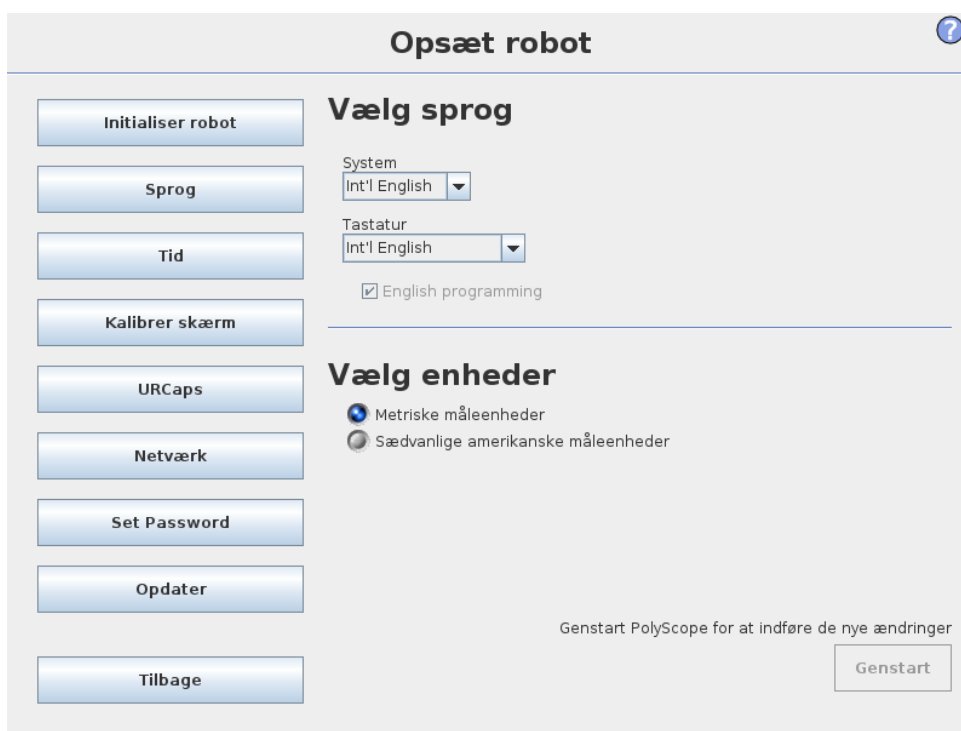 Opsæt robot
?
Initialiser robot
Sprog
Tid
Kalibrer skærm
URCaps
Netværk
Set Password
Opdater
Tilbage
Vælg sprog
System
Int'l English
Tastatur
Int'l English
English programming
Vælg enheder
Metriske måleenheder
Sædvanlige amerikanske måleenheder
Genstart PolyScope for at indføre de nye ændringer
Genstart